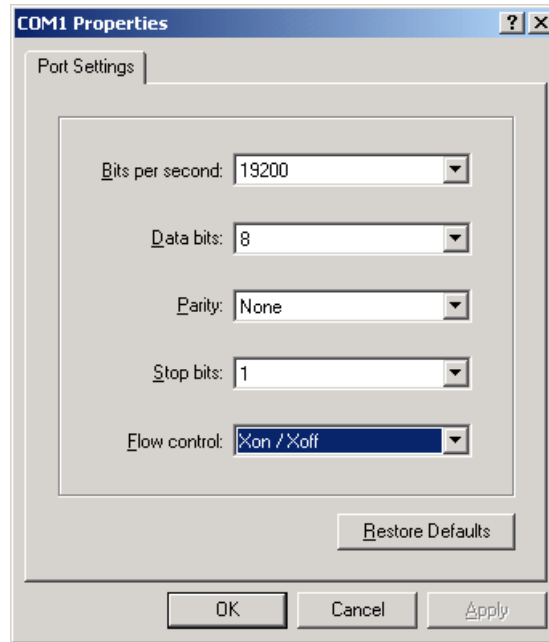 COM1 Properties
Port Settings
Bits per second: 19200
Data bits: 8
Parity: None
Stop bits: 1
Flow control: Xon / Xoff
Restore Defaults
OK Cancel Apply